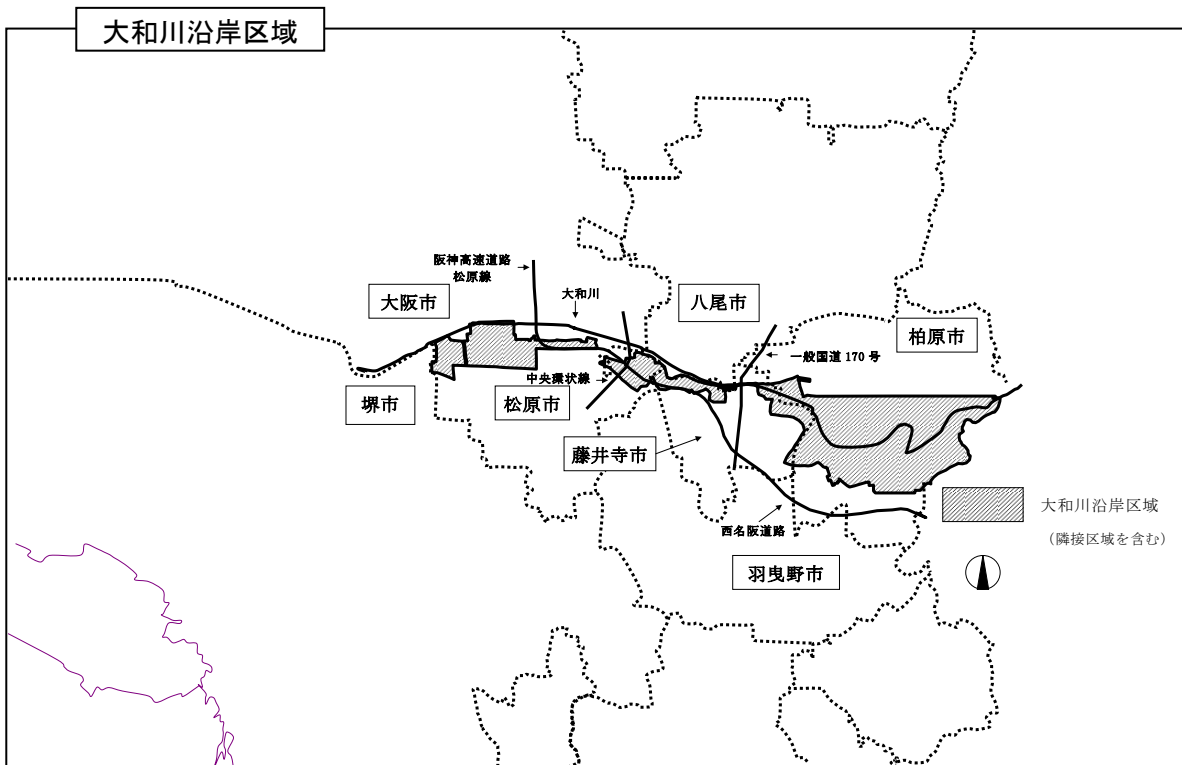 大和川沿岸区域
阪神高速道路
松原線
大和川
大阪市
八尾市
柏原市
一般国道 170 号
中央環状線
堺市
松原市
藤井寺市
西名阪道路
羽曳野市
大和川沿岸区域
（隣接区域を含む）